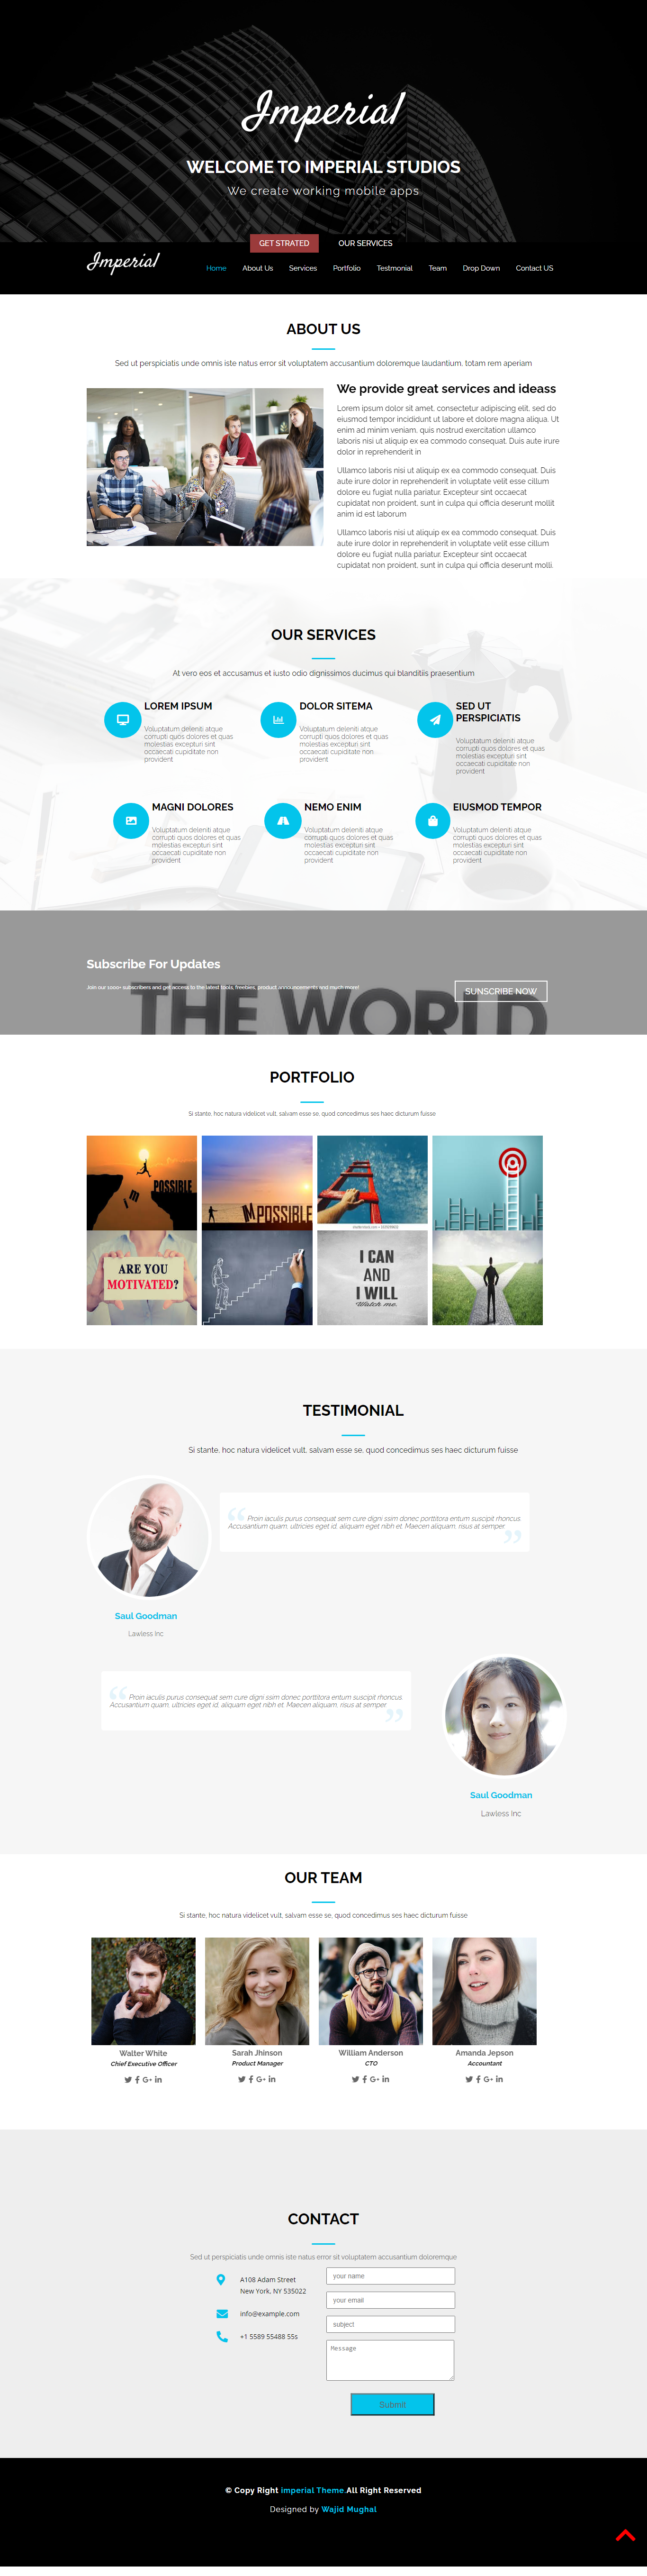 Imperial
WELCOME TO IMPERIAL STUDIOS
We create working mobile apps
GET STRATED
OUR SERVICES
Imperial
Home
About Us
Services
Portfolio
Testmonial
Team
Drop Down
Contact US
ABOUT US
Sed ut perspiciatis unde omnis iste natus error sit voluptatem accusantium doloremque laudantium, totam rem aperiam
We provide great services and ideass
Lorem ipsum dolor sit amet, consectetur adipiscing elit, sed do
eiusmod tempor incididunt ut labore et dolore magna aliqua. Ut
enim ad minim veniam, quis nostrud exercitation ullamco
laboris nisi ut aliquip ex ea commodo consequat. Duis aute irure
dolor in reprehenderit in
Ullamco laboris nisi ut aliquip ex ea commodo consequat. Duis
aute irure dolor in reprehenderit in voluptate velit esse cillum
dolore eu fugiat nulla pariatur. Excepteur sint occaecat
cupidatat non proident, sunt in culpa qui officia deserunt mollit
anim id est laborum
Ullamco laboris nisi ut aliquip ex ea commodo consequat. Duis
aute irure dolor in reprehenderit in voluptate velit esse cillum
dolore eu fugiat nulla pariatur. Excepteur sint occaecat
cupidatat non proident, sunt in culpa qui officia deserunt molli.
OUR SERVICES
At vero eos et accusamus et iusto odio dignissimos ducimus qui blanditiis praesentium
LOREM IPSUM
Voluptatum deleniti atque
corrupti quos dolores et quas
molestias excepturi sint
occaecati cupiditate non
provident
DOLOR SITEMA
Voluptatum deleniti atque
corrupti quos dolores et quas
molestias excepturi sint
occaecati cupiditate non
provident
SED UT
PERSPICIATIS
Voluptatum deleniti atque
corrupti quos dolores et quas
molestias excepturi sint
occaecati cupiditate non
provident
MAGNI DOLORES
Voluptatum deleniti atque
corrupti quos dolores et quas
molestias excepturi sint
occaecati cupiditate non
provident
NEMO ENIM
Voluptatum deleniti atque
corrupti quos dolores et quas
molestias excepturi sint
occaecati cupiditate non
provident
EIUSMOD TEMPOR
Voluptatum deleniti atque
corrupti quos dolores et quas
molestias excepturi sint
occaecati cupiditate non
provident
Subscribe For Updates
Join our 1000+ subscribers and get access to the latest tools, freebies, product announcements and much more!
SUNSCRIBE NOW
THE WORLD
PORTFOLIO
Si stante, hoc natura videlicet vult, salvam esse se, quod concedimus ses haec dicturum fuisse
POSSIBLE
IMPOSSIBLE
ARE YOU
MOTIVATED?
I CAN
AND
I WILL
Watch me.
TESTIMONIAL
Si stante, hoc natura videlicet vult, salvam esse se, quod concedimus ses haec dicturum fuisse
“ Proin iaculis purus consequat sem cure digni ssim donec porttitora entum suscipit rhoncus.
Accusantium quam, ultricies eget id, aliquam eget nibh et. Maecen aliquam, risus at semper. ”
Saul Goodman
Lawless Inc
“ Proin iaculis purus consequat sem cure digni ssim donec porttitora entum suscipit rhoncus.
Accusantium quam, ultricies eget id, aliquam eget nibh et. Maecen aliquam, risus at semper. ”
Saul Goodman
Lawless Inc
OUR TEAM
Si stante, hoc natura videlicet vult, salvam esse se, quod concedimus ses haec dicturum fuisse
Walter White
Chief Executive Officer
Sarah Jhinson
Product Manager
William Anderson
CTO
Amanda Jepson
Accountant
CONTACT
Sed ut perspiciatis unde omnis iste natus error sit voluptatem accusantium doloremque
A108 Adam Street
New York, NY 535022
info@example.com
+1 5589 55488 55s
your name
your email
subject
Message
Submit
© Copy Right imperial Theme.All Right Reserved
Designed by Wajid Mughal